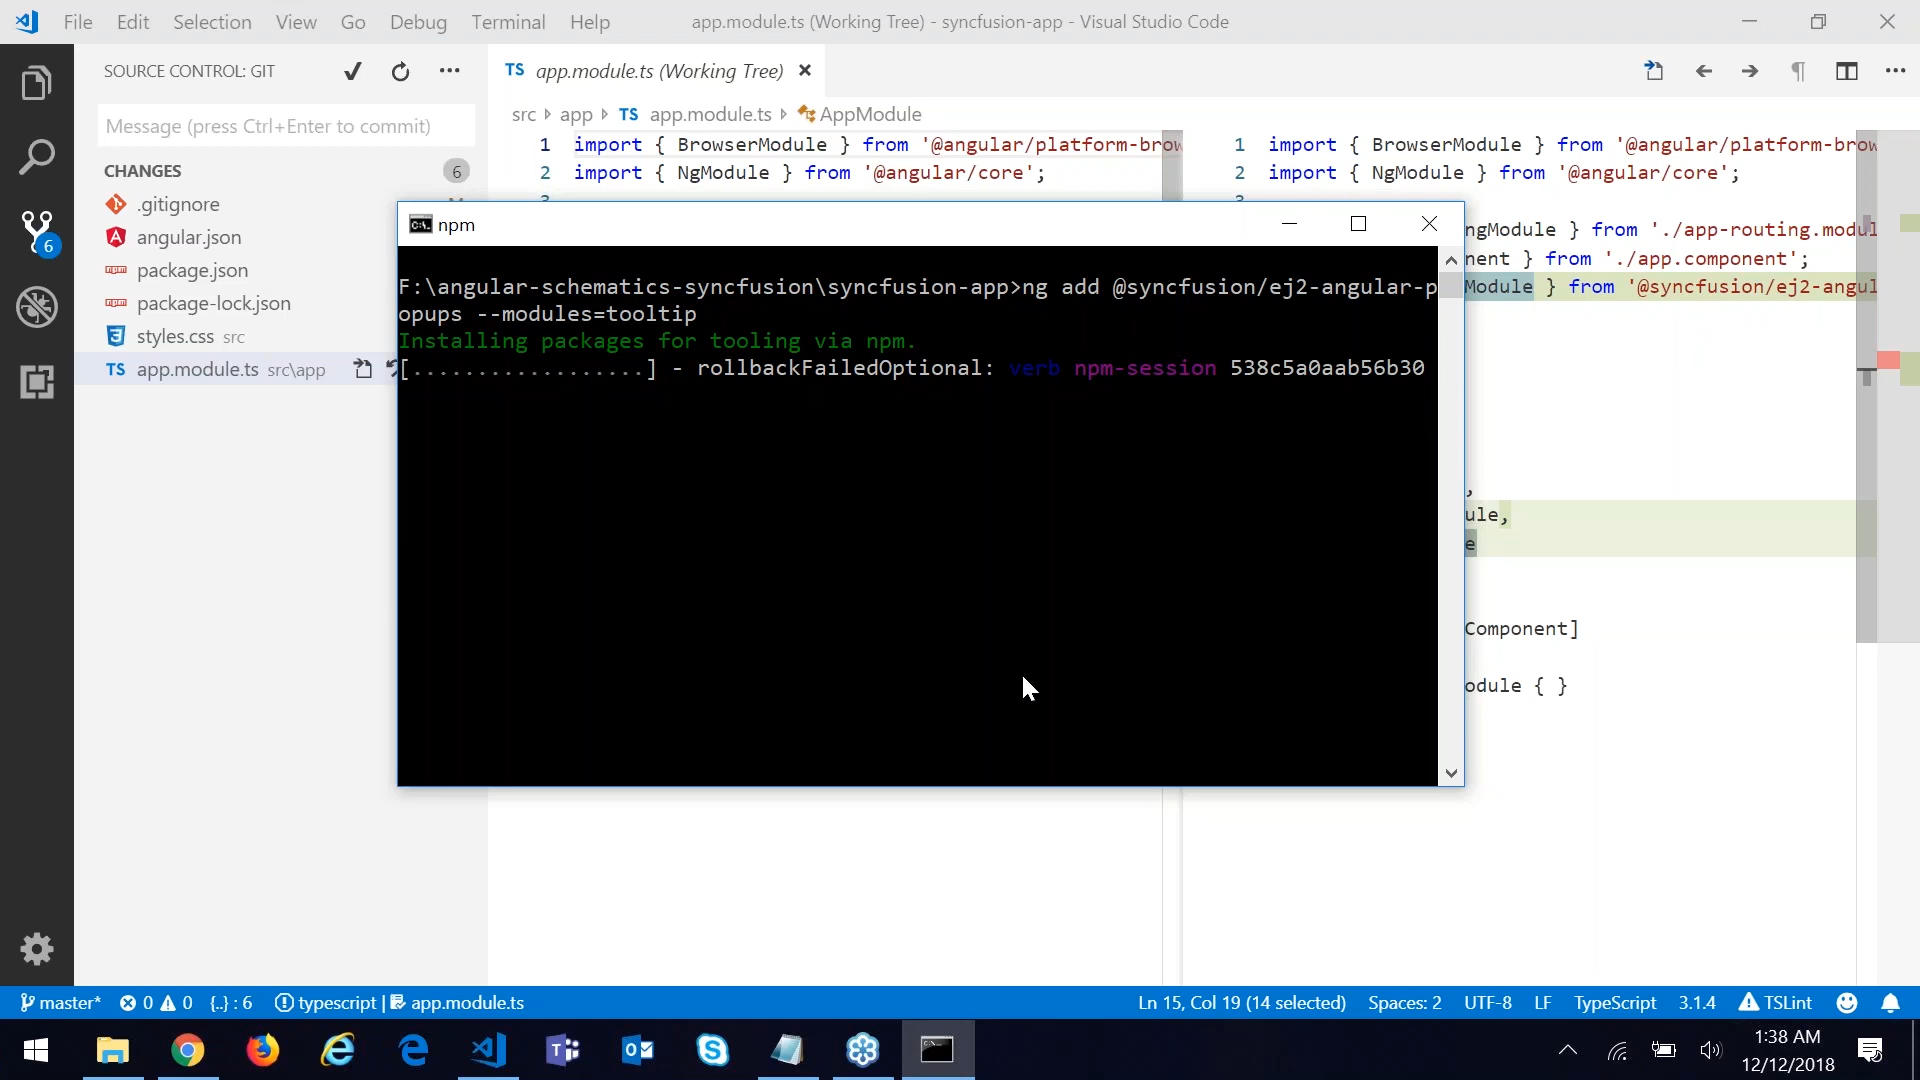 File Edit Selection View Go Debug Terminal Help
app.module.ts (Working Tree) - syncfusion-app - Visual Studio Code
SOURCE CONTROL: GIT
TS app.module.ts (Working Tree)
Message (press Ctrl+Enter to commit)
src app TS app.module.ts AppModule
CHANGES 6
.gitignore
angular.json
package.json
package-lock.json
styles.css src
TS app.module.ts src\app
6
1 import { BrowserModule } from '@angular/platform-brow
2 import { NgModule } from '@angular/core';
1 import { BrowserModule } from '@angular/platform-brow
2 import { NgModule } from '@angular/core';
ngModule } from './app-routing.modul
nent } from './app.component';
Module } from '@syncfusion/ej2-angul
,
ule,
e
Component]
odule { }
npm
F:\angular-schematics-syncfusion\syncfusion-app>ng add @syncfusion/ej2-angular-p
opups --modules=tooltip
Installing packages for tooling via npm.
[..................] - rollbackFailedOptional: verb npm-session 538c5a0aab56b30
master* 0 0 {..} : 6 typescript | app.module.ts
Ln 15, Col 19 (14 selected) Spaces: 2 UTF-8 LF TypeScript 3.1.4 TSLint
1:38 AM
12/12/2018